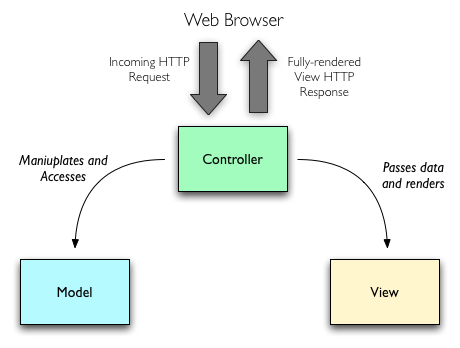 Web Browser
Incoming HTTP
Request
Fully-rendered
View HTTP
Response
Controller
Maniuplates and
Accesses
Passes data
and renders
Model
View